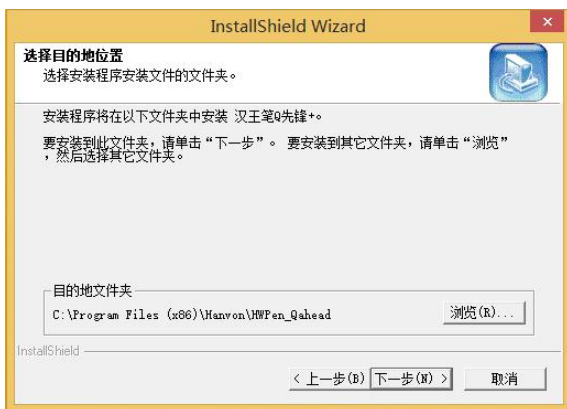 InstallShield Wizard
选择目的地位置
选择安装程序安装文件的文件夹。
安装程序将在以下文件夹中安装 汉王笔Q先锋+。
要安装到此文件夹，请单击“下一步”。 要安装到其它文件夹，请单击“浏览”
，然后选择其它文件夹。
目的地文件夹
C:\Program Files (x86)\Hanvon\HWPen_Qahead
浏览(R)...
InstallShield
< 上一步(B) 下一步(N) > 取消